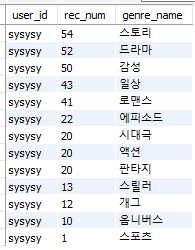 user_id rec_num genre_name
sysysy 54 스토리
sysysy 52 드라마
sysysy 50 감성
sysysy 43 일상
sysysy 41 로맨스
sysysy 22 에피소드
sysysy 20 시대극
sysysy 20 액션
sysysy 20 판타지
sysysy 13 스릴러
sysysy 12 개그
sysysy 10 옴니버스
sysysy 1 스포츠